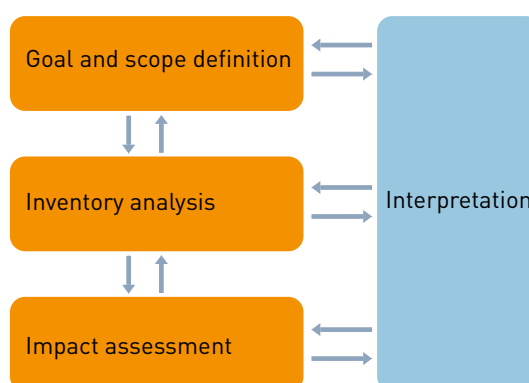 Goal and scope definition
Inventory analysis
Interpretation
Impact assessment